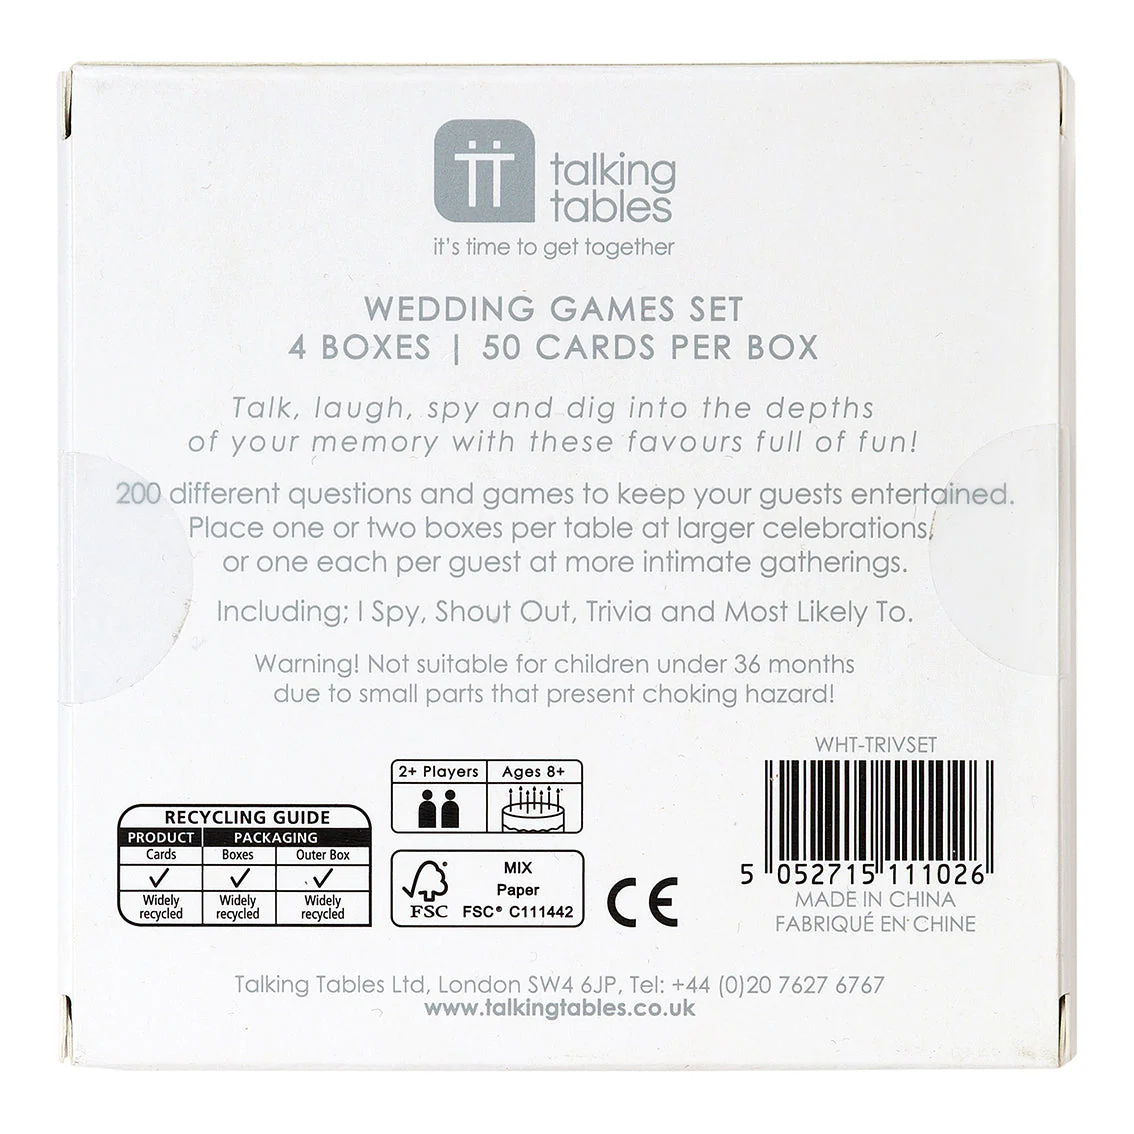 talking
tables
it's time to get together
WEDDING GAMES SET
4 BOXES | 50 CARDS PER BOX
Talk, laugh, spy and dig into the depths
of your memory with these favours full of fun!
200 different questions and games to keep your guests entertained.
Place one or two boxes per table at larger celebrations,
or one each per guest at more intimate gatherings.
Including; I Spy, Shout Out, Trivia and Most Likely To.
Warning! Not suitable for children under 36 months
due to small parts that present choking hazard!
WHT-TRIVSET
2+ Players Ages 8+
RECYCLING GUIDE
PRODUCT PACKAGING
Cards Boxes Outer Box
Widely recycled Widely recycled Widely recycled
MIX
Paper
FSC FSC® C111442
CE
5 052715 111026
MADE IN CHINA
FABRIQUÉ EN CHINE
Talking Tables Ltd, London SW4 6JP, Tel: +44 (0)20 7627 6767
www.talkingtables.co.uk